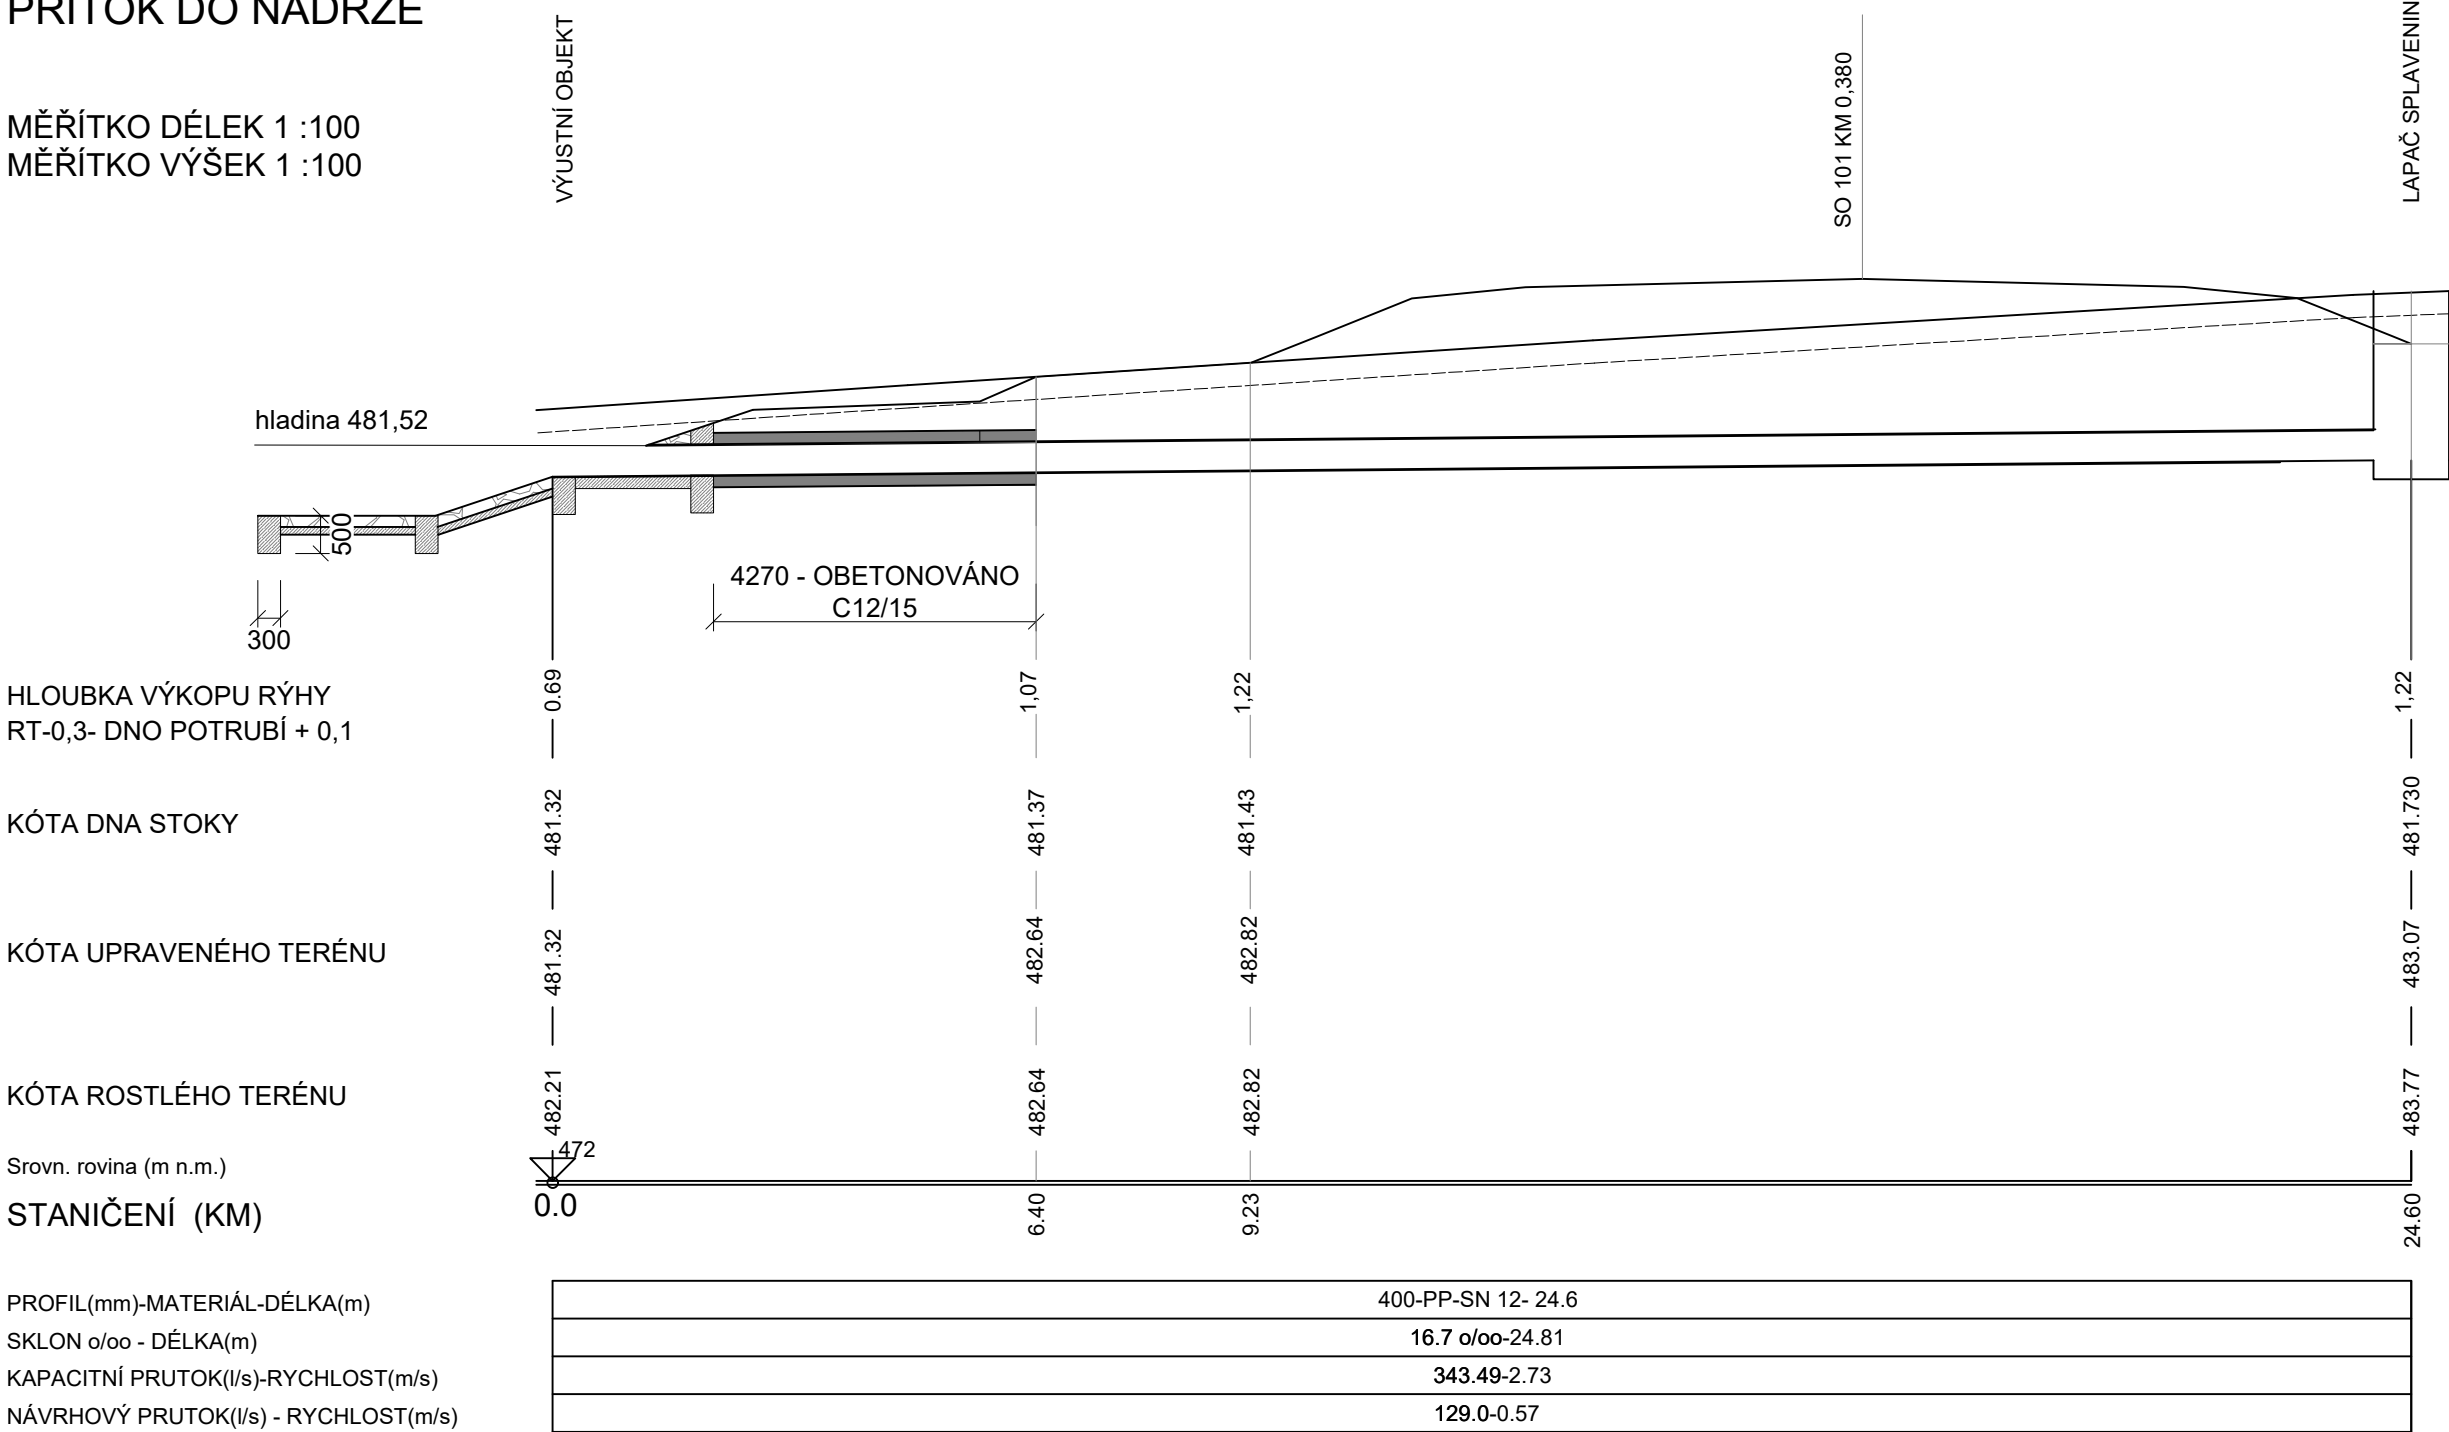 PŘÍTOK DO NÁDRŽE
MĚŘÍTKO DÉLEK 1 :100
MĚŘÍTKO VÝŠEK 1 :100
VÝUSTNÍ OBJEKT
SO 101 KM 0,380
LAPAČ SPLAVENIN
hladina 481,52
500
300
4270 - OBETONOVÁNO
C12/15
HLOUBKA VÝKOPU RÝHY
RT-0,3- DNO POTRUBÍ + 0,1
0.69
1,07
1,22
1,22
KÓTA DNA STOKY
481.32
481.37
481.43
481.730
KÓTA UPRAVENÉHO TERÉNU
481.32
482.64
482.82
483.07
KÓTA ROSTLÉHO TERÉNU
482.21
482.64
482.82
483.77
Srovn. rovina (m n.m.)
472
STANIČENÍ (KM)
0.0
6.40
9.23
24.60
PROFIL(mm)-MATERIÁL-DÉLKA(m)
400-PP-SN 12- 24.6
SKLON o/oo - DÉLKA(m)
16.7 o/oo-24.81
KAPACITNÍ PRUTOK(l/s)-RYCHLOST(m/s)
343.49-2.73
NÁVRHOVÝ PRUTOK(l/s) - RYCHLOST(m/s)
129.0-0.57